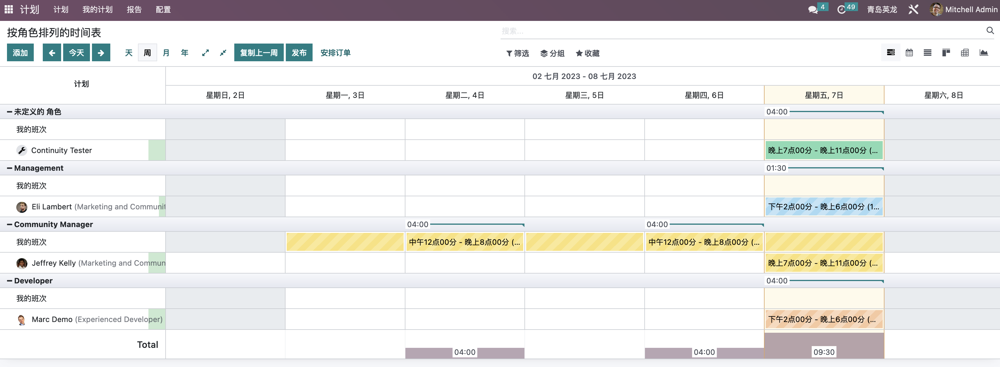 计划 计划 我的计划 报告 配置 4 49 青岛英龙 Mitchell Admin
按角色排列的时间表 搜索...
添加 今天 天 周 月 年 复制上一周 发布 安排订单 筛选 分组 收藏
计划 02 七月 2023 - 08 七月 2023
星期日, 2日 星期一, 3日 星期二, 4日 星期三, 5日 星期四, 6日 星期五, 7日 星期六, 8日
未定义的 角色 04:00
我的班次
Continuity Tester 晚上7点00分 - 晚上11点00分 (...
Management 01:30
我的班次
Eli Lambert (Marketing and Communit 下午2点00分 - 晚上6点00分 (1...
Community Manager 04:00 04:00
我的班次 中午12点00分 - 晚上8点00分 (... 中午12点00分 - 晚上8点00分 (...
Jeffrey Kelly (Marketing and Commun 晚上7点00分 - 晚上11点00分 (...
Developer 04:00
我的班次
Marc Demo (Experienced Developer) 下午2点00分 - 晚上6点00分 (...
Total 04:00 04:00 09:30